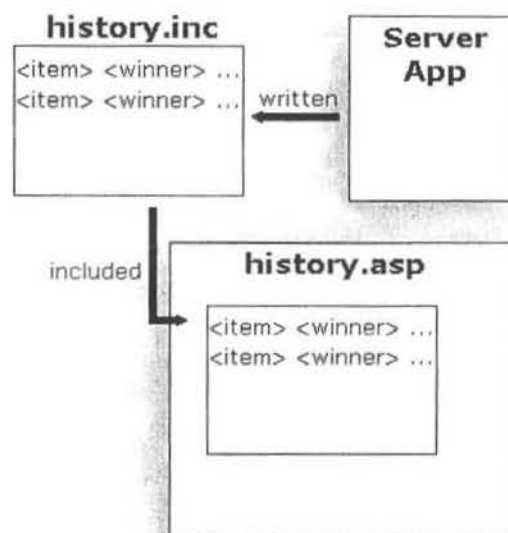 history.inc
<item> <winner> ...
<item> <winner> ...
Server
App
written
included
history.asp
<item> <winner> ...
<item> <winner> ...